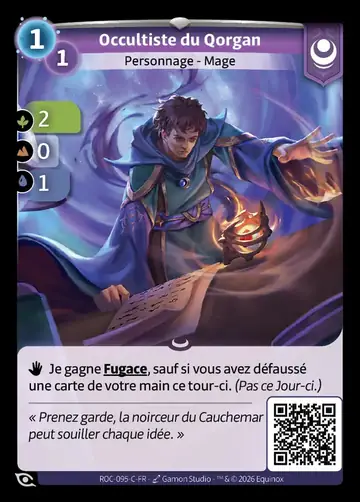 1
1
Occultiste du Qorgan
Personnage - Mage
2
0
1
Je gagne Fugace, sauf si vous avez défaussé
une carte de votre main ce tour-ci. (Pas ce Jour-ci.)
« Prenez garde, la noirceur du Cauchemar
peut souiller chaque idée. »
ROC-095-C-FR - Gamon Studio - ™ & © 2026 Equinox